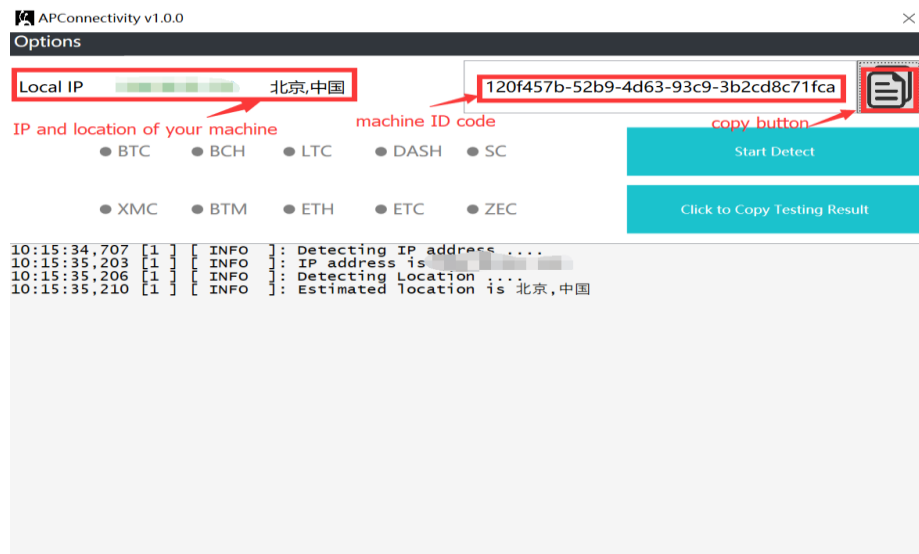 APConnectivity v1.0.0
Options
Local IP 北京,中国 120f457b-52b9-4d63-93c9-3b2cd8c71fca
IP and location of your machine machine ID code copy button
BTC BCH LTC DASH SC Start Detect
XMC BTM ETH ETC ZEC Click to Copy Testing Result
10:15:34,707 [1 ] [ INFO ]: Detecting IP address ....
10:15:35,203 [1 ] [ INFO ]: IP address is
10:15:35,206 [1 ] [ INFO ]: Detecting Location ....
10:15:35,210 [1 ] [ INFO ]: Estimated location is 北京,中国